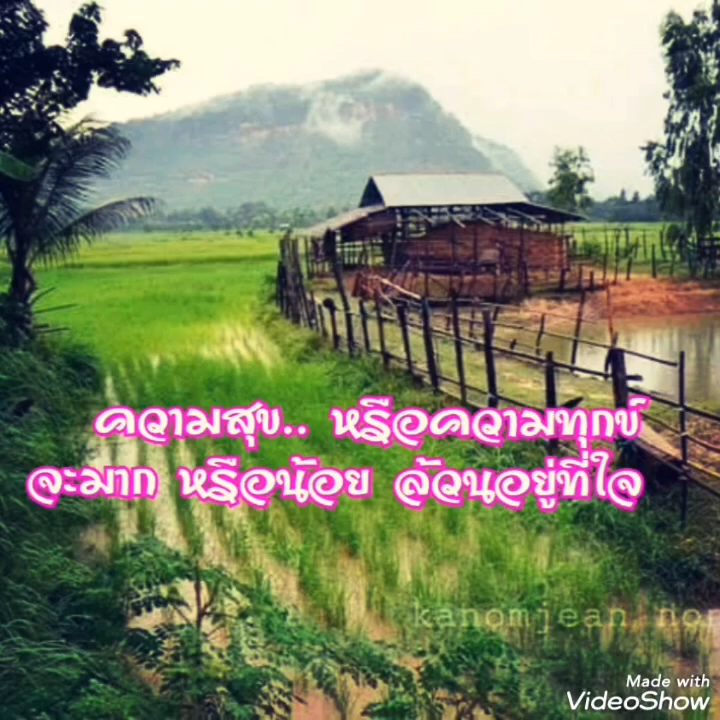 ความสุข.. หรือความทุกข์
จะมาก หรือน้อย ล้วนอยู่ที่ใจ
kanomjean
Made with
VideoShow